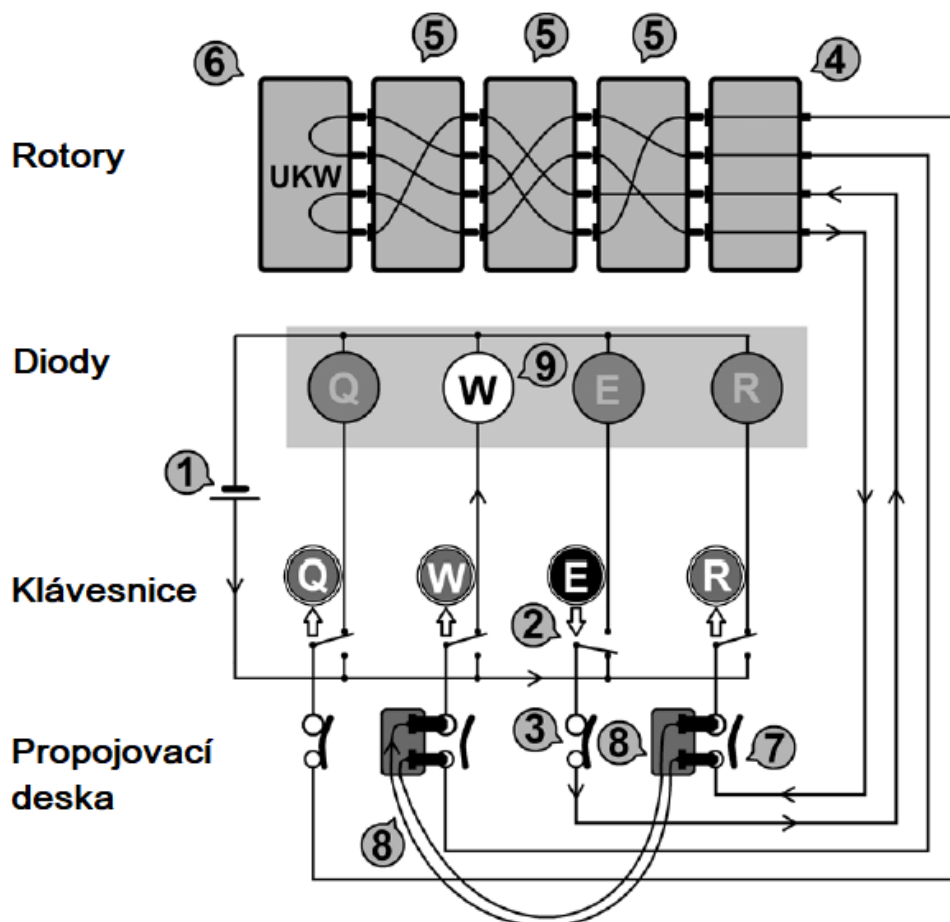 5 5 5
6 4
Rotory
UKW
Diody
Q W 9 E R
1
Klávesnice
Q W E R
2
Propojovací
deska
3 8 7
8